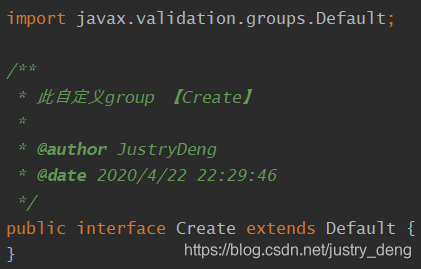 import javax.validation.groups.Default;
/**
 * 此自定义group 【Create】
 *
 * @author JustryDeng
 * @date 2020/4/22 22:29:46
 */
public interface Create extends Default {
}
https://blog.csdn.net/justry_deng